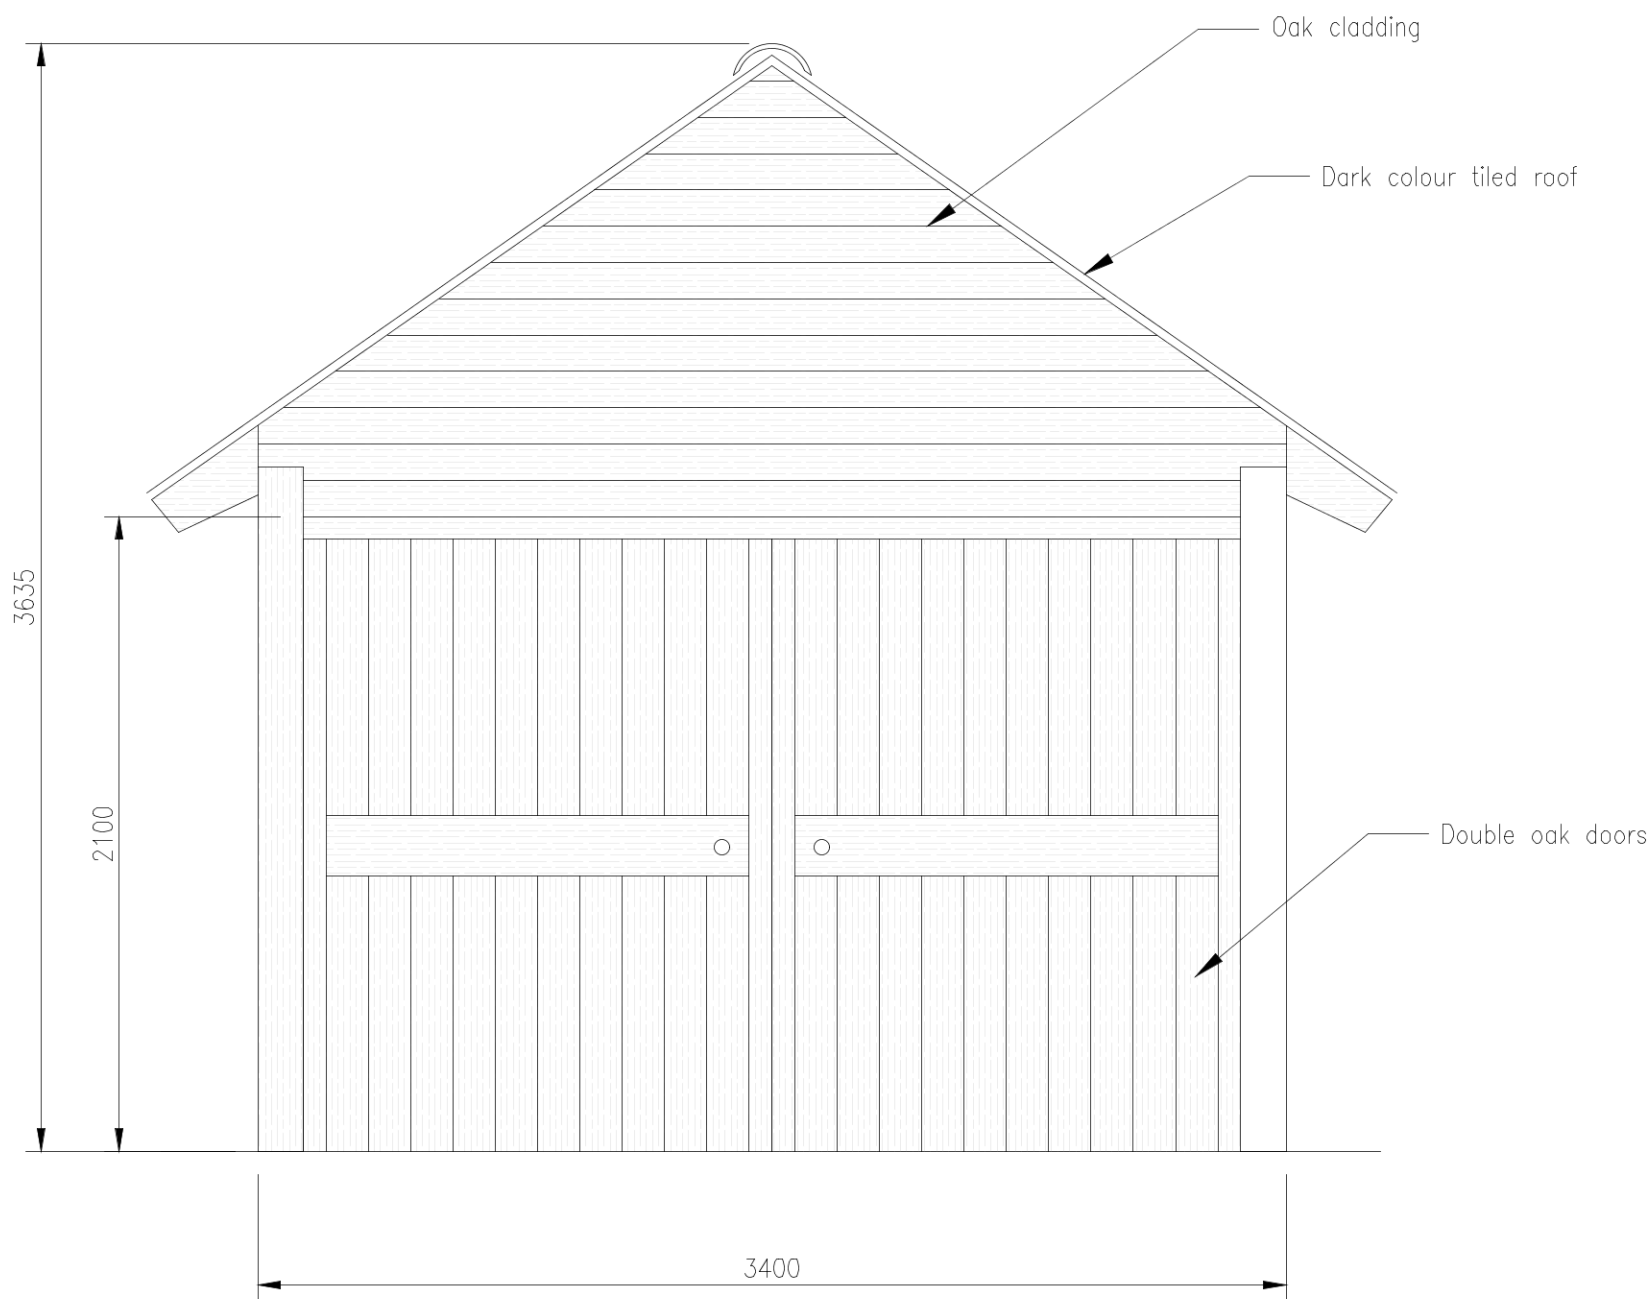 Oak cladding
Dark colour tiled roof
3635
2100
Double oak doors
3400